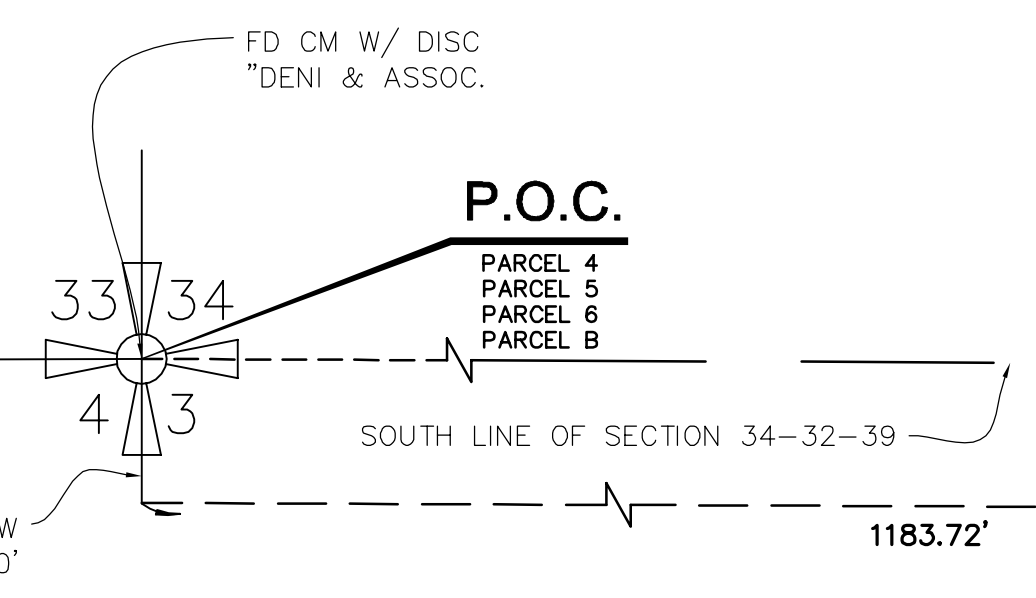 FD CM W/ DISC
"DENI & ASSOC.
P.O.C.
PARCEL 4
PARCEL 5
PARCEL 6
PARCEL B
33 34
4 3
SOUTH LINE OF SECTION 34-32-39
W
0'
1183.72'